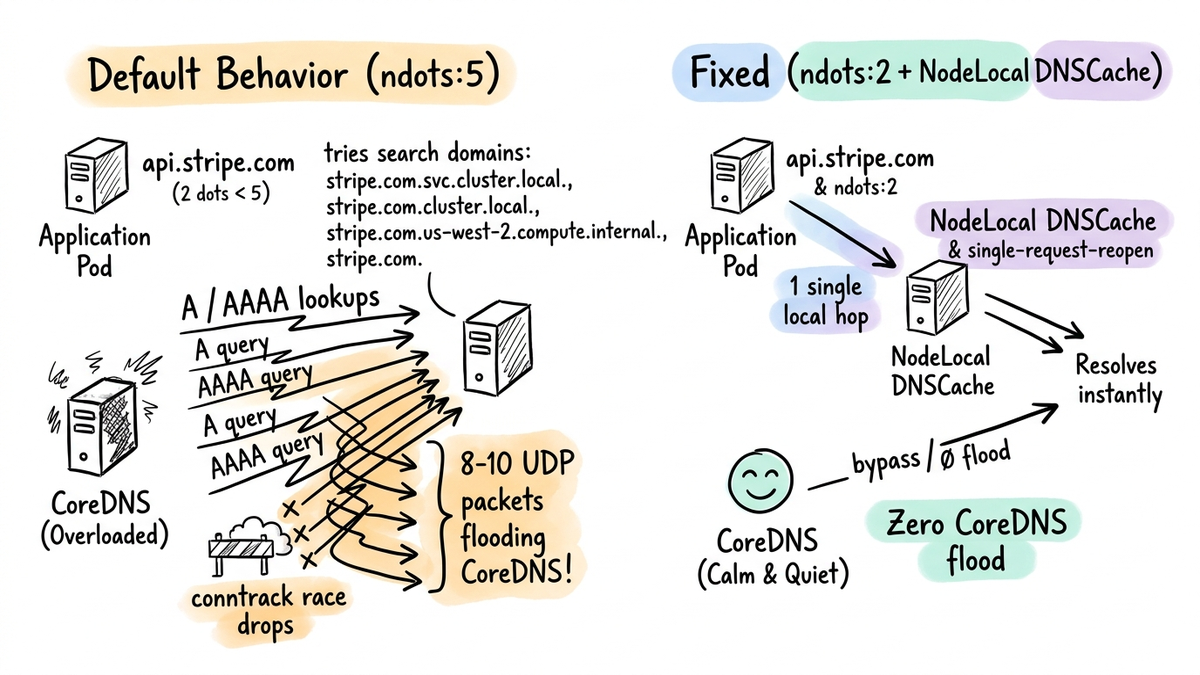 Default Behavior (ndots:5)
api.stripe.com
(2 dots < 5)
Application
Pod
tries search domains:
stripe.com.svc.cluster.local.,
stripe.com.cluster.local.,
stripe.com.us-west-2.compute.internal.,
stripe.com.
A / AAAA lookups
A query
AAAA query
A query
AAAA query
CoreDNS
(Overloaded)
conntrack race
drops
8-10 UDP
packets
flooding
CoreDNS!
Fixed (ndots:2 + NodeLocal DNSCache)
api.stripe.com
& ndots:2
Application
Pod
NodeLocal DNSCache
& single-request-reopen
1 single
local hop
NodeLocal
DNSCache
Resolves
instantly
bypass / Ø flood
CoreDNS
(Calm & Quiet)
Zero CoreDNS
flood